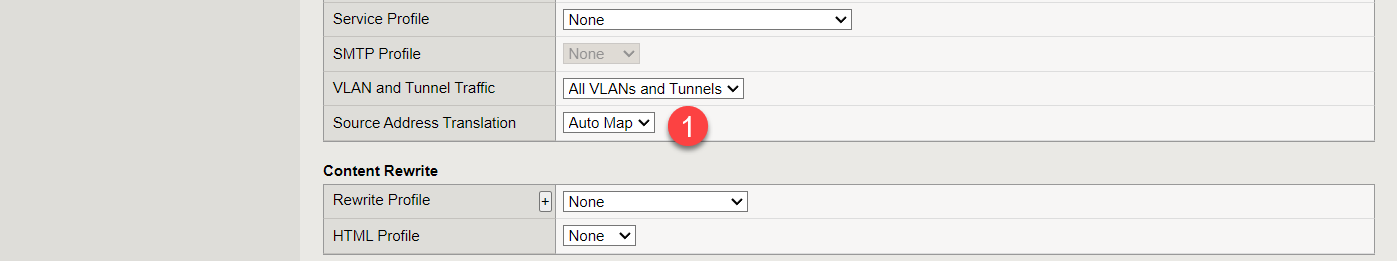 Service Profile None
SMTP Profile None
VLAN and Tunnel Traffic All VLANs and Tunnels
Source Address Translation Auto Map 1
Content Rewrite
Rewrite Profile + None
HTML Profile None